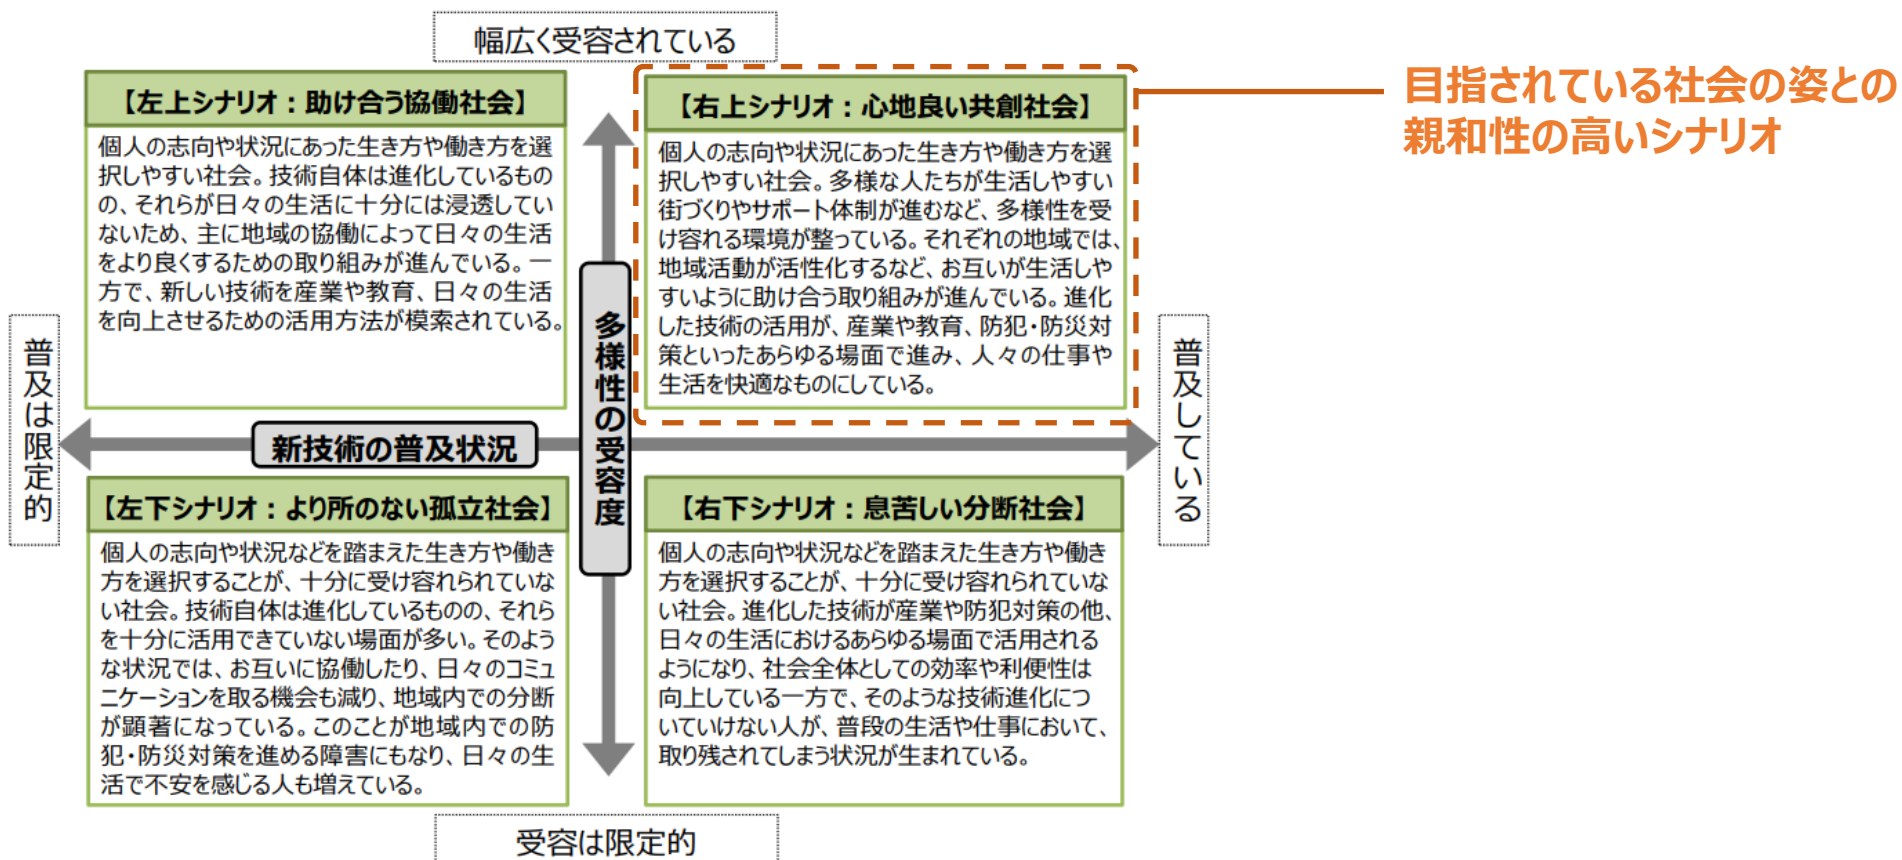 幅広く受容されている
目指されている社会の姿との
親和性の高いシナリオ
【左上シナリオ：助け合う協働社会】
個人の志向や状況にあった生き方や働き方を選
択しやすい社会。技術自体は進化しているもの
の、それらが日々の生活に十分には浸透してい
ないため、主に地域の協働によって日々の生活
をより良くするための取り組みが進んでいる。一
方で、新しい技術を産業や教育、日々の生活
を向上させるための活用方法が模索されている。
【右上シナリオ：心地良い共創社会】
個人の志向や状況にあった生き方や働き方を選
択しやすい社会。多様な人たちが生活しやすい
街づくりやサポート体制が進むなど、多様性を受
け容れる環境が整っている。それぞれの地域では、
地域活動が活性化するなど、お互いが生活しや
すいように助け合う取り組みが進んでいる。進化
した技術の活用が、産業や教育、防犯・防災対
策といったあらゆる場面で進み、人々の仕事や
生活を快適なものにしている。
普及は限定的
新技術の普及状況
多様性の受容度
普及している
【左下シナリオ：より所のない孤立社会】
個人の志向や状況などを踏まえた生き方や働き
方を選択することが、十分に受け容れられていな
い社会。技術自体は進化しているものの、それら
を十分に活用できていない場面が多い。そのよう
な状況では、お互いに協働したり、日々のコミュ
ニケーションを取る機会も減り、地域内での分断
が顕著になっている。このことが地域内での防
犯・防災対策を進める障害にもなり、日々の生
活で不安を感じる人も増えている。
【右下シナリオ：息苦しい分断社会】
個人の志向や状況などを踏まえた生き方や働き
方を選択することが、十分に受け容れられていな
い社会。進化した技術が産業や防犯対策の他、
日々の生活におけるあらゆる場面で活用される
ようになり、社会全体としての効率や利便性は
向上している一方で、そのような技術進化につ
いていけない人が、普段の生活や仕事において、
取り残されてしまう状況が生まれている。
受容は限定的